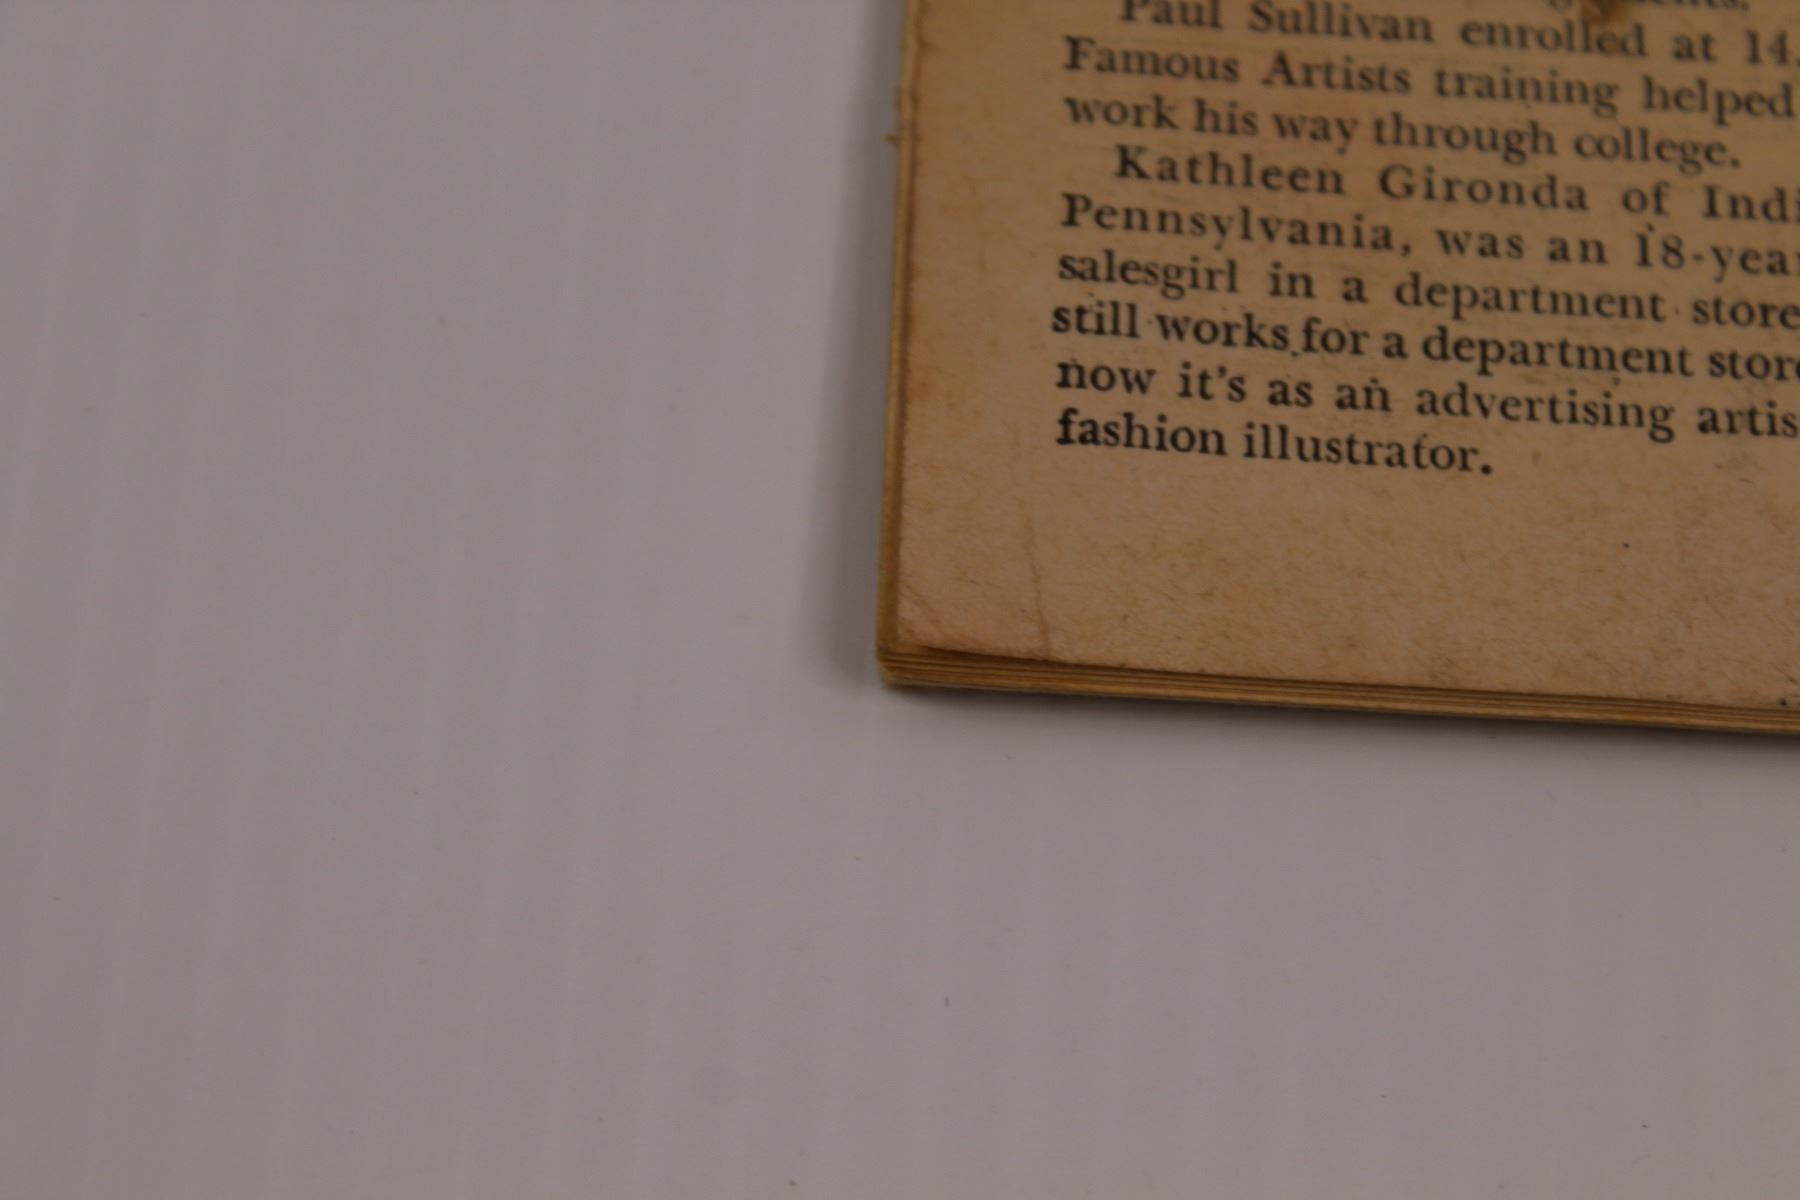 Paul Sullivan enrolled at 14.
Famous Artists training helped
work his way through college.
Kathleen Gironda of Indi
Pennsylvania, was an 18-year
salesgirl in a department store
still works for a department store
now it's as an advertising artis
fashion illustrator.